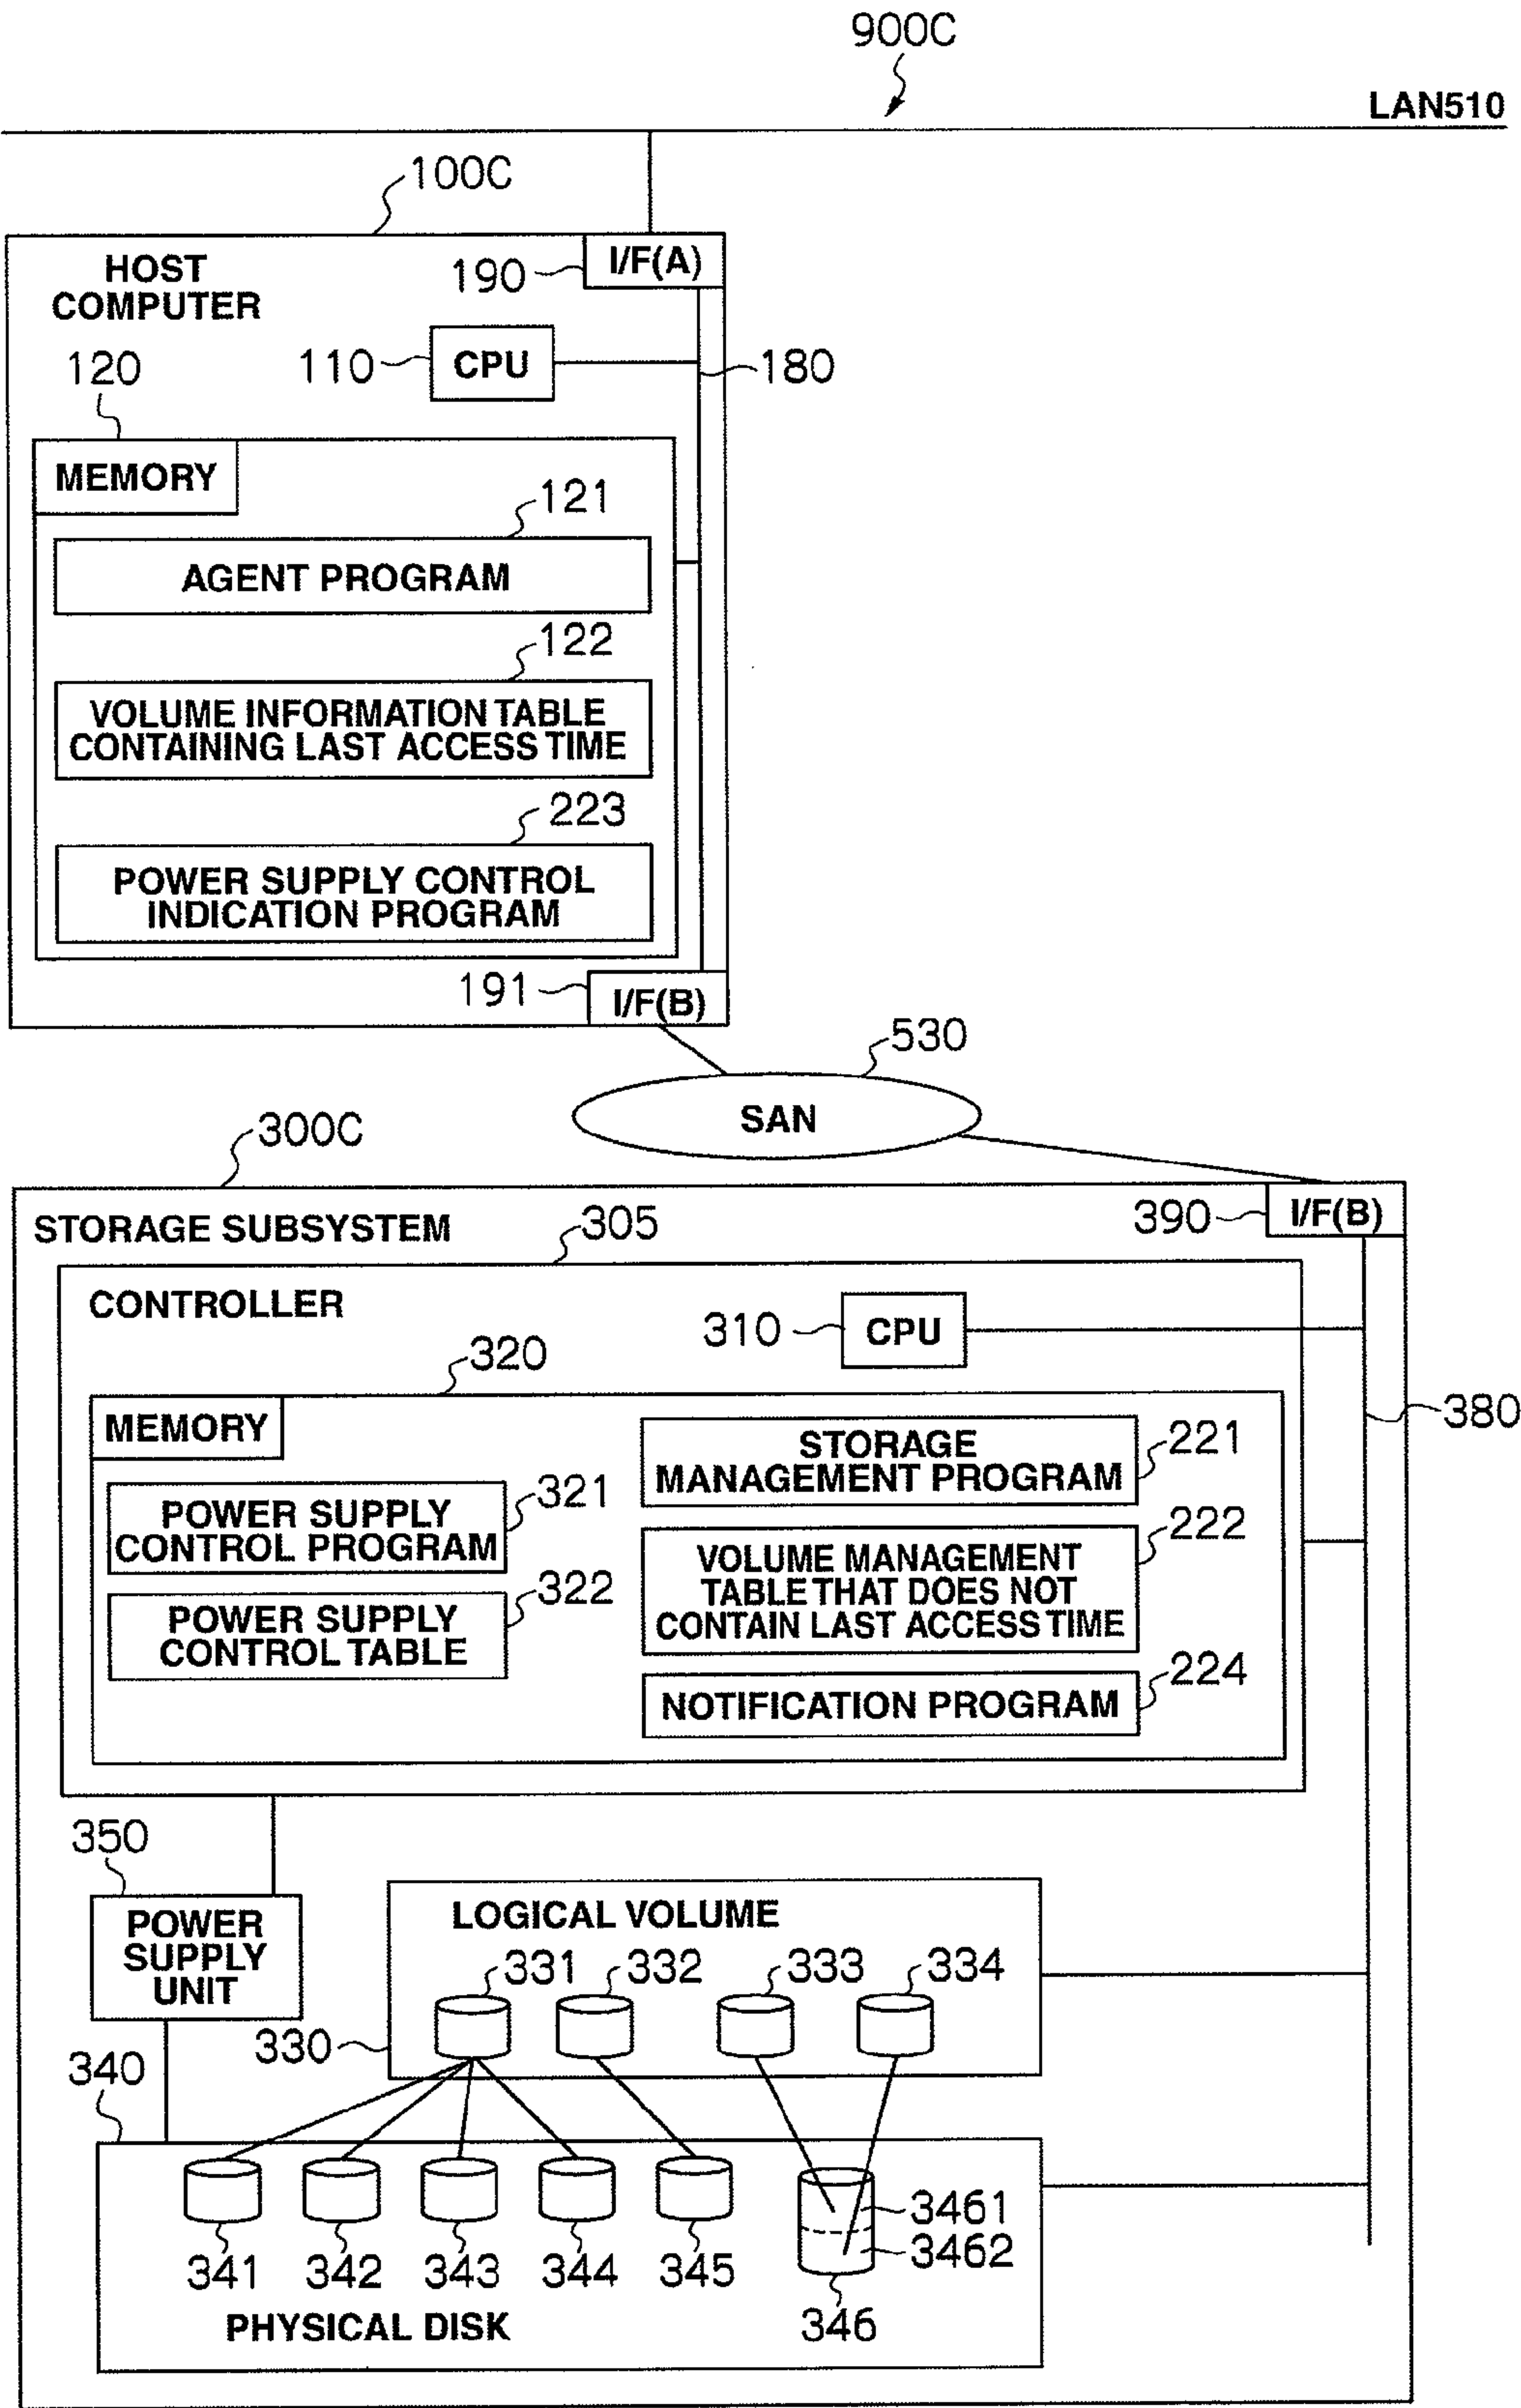 900C
LAN510
100C
HOST
COMPUTER
190
I/F(A)
110
CPU
180
120
MEMORY
121
AGENT PROGRAM
122
VOLUME INFORMATION TABLE
CONTAINING LAST ACCESS TIME
223
POWER SUPPLY CONTROL
INDICATION PROGRAM
191
I/F(B)
530
SAN
300C
STORAGE SUBSYSTEM
390
I/F(B)
305
CONTROLLER
310
CPU
320
380
MEMORY
STORAGE
MANAGEMENT PROGRAM
221
POWER SUPPLY
CONTROL PROGRAM
321
VOLUME MANAGEMENT
TABLE THAT DOES NOT
CONTAIN LAST ACCESS TIME
222
POWER SUPPLY
CONTROL TABLE
322
NOTIFICATION PROGRAM
224
350
POWER
SUPPLY
UNIT
LOGICAL VOLUME
331
332
333
334
330
340
341
342
343
344
345
3461
3462
346
PHYSICAL DISK